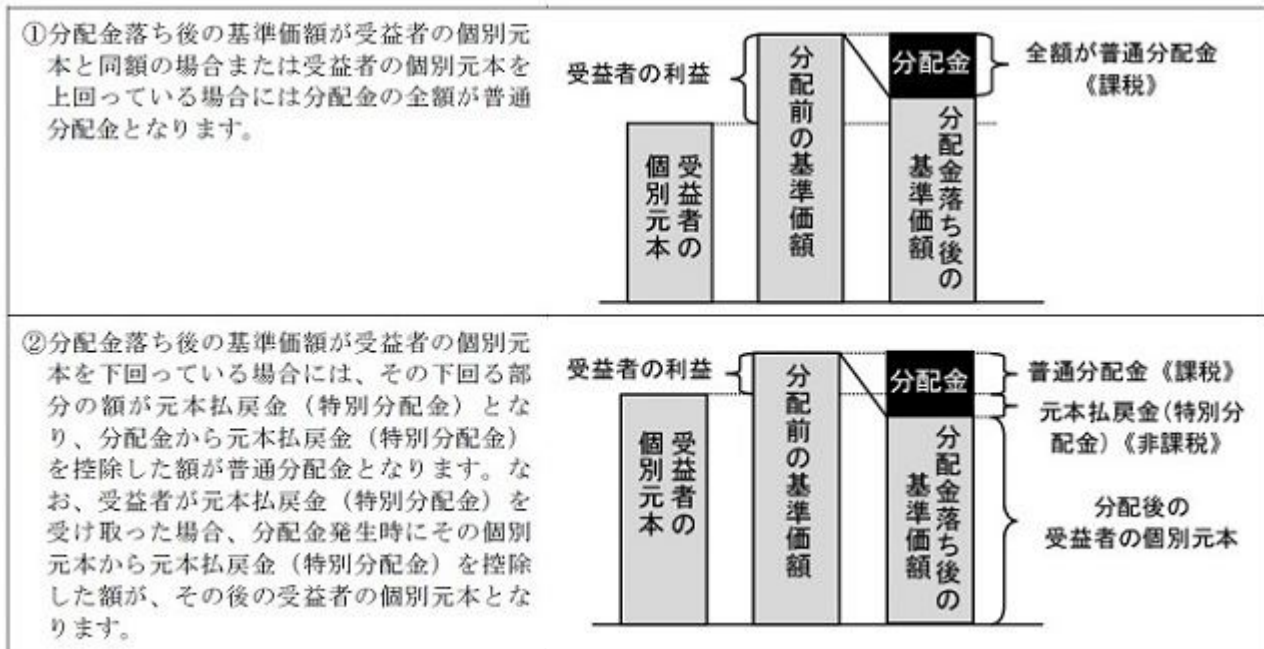 ①分配金落ち後の基準価額が受益者の個別元
本と同額の場合または受益者の個別元本を
上回っている場合には分配金の全額が普通
分配金となります。
受益者の利益
受益者の
個別元本
分配前の基準価額
分配金
分配金落ち後の
基準価額
全額が普通分配金
《課税》
②分配金落ち後の基準価額が受益者の個別元
本を下回っている場合には、その下回る部
分の額が元本払戻金（特別分配金）とな
り、分配金から元本払戻金（特別分配金）
を控除した額が普通分配金となります。な
お、受益者が元本払戻金（特別分配金）を
受け取った場合、分配金発生時にその個別
元本から元本払戻金（特別分配金）を控除
した額が、その後の受益者の個別元本とな
ります。
受益者の利益
受益者の
個別元本
分配前の基準価額
分配金
分配金落ち後の
基準価額
普通分配金《課税》
元本払戻金(特別分
配金)《非課税》
分配後の
受益者の個別元本